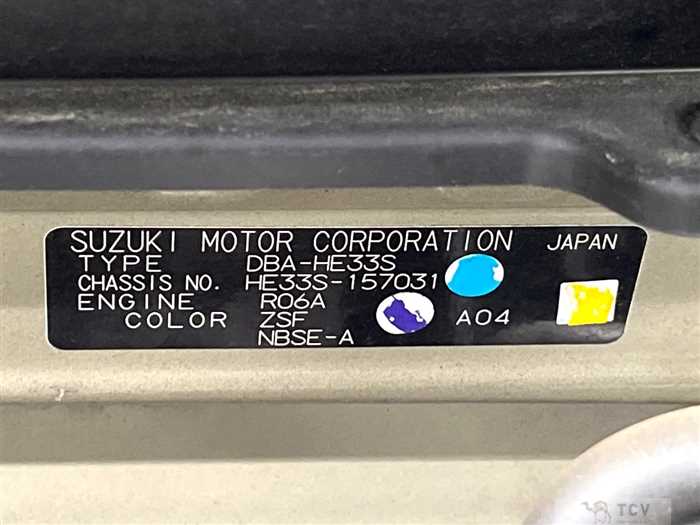 SUZUKI MOTOR CORPORATION JAPAN
TYPE DBA-HE33S
CHASSIS NO. HE33S-157031
ENGINE R06A
COLOR ZSF A04
NBSE-A
TCV